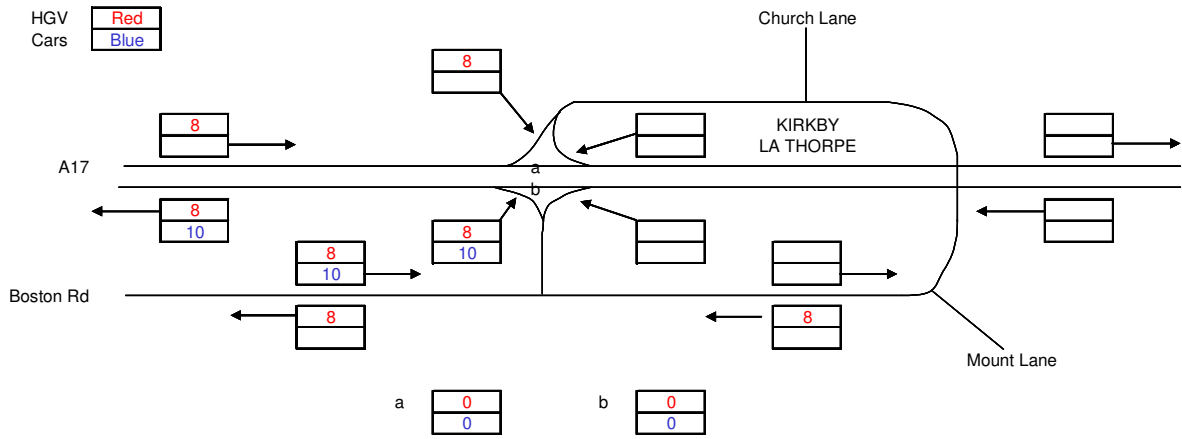 HGV Red
Cars Blue
Church Lane
8
8
KIRKBY
LA THORPE
A17
a
b
8
10
8
10
8
10
Boston Rd
8
8
Mount Lane
a 0 b 0
0 0